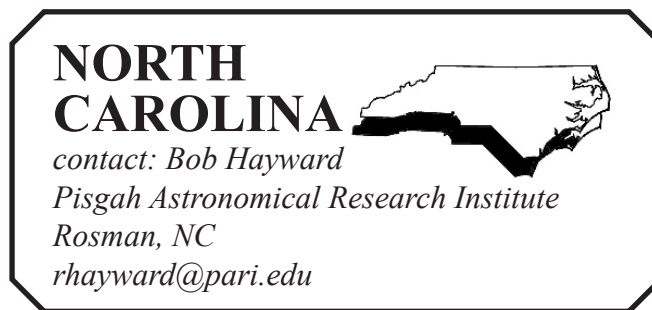 NORTH
CAROLINA
contact: Bob Hayward
Pisgah Astronomical Research Institute
Rosman, NC
rhayward@pari.edu